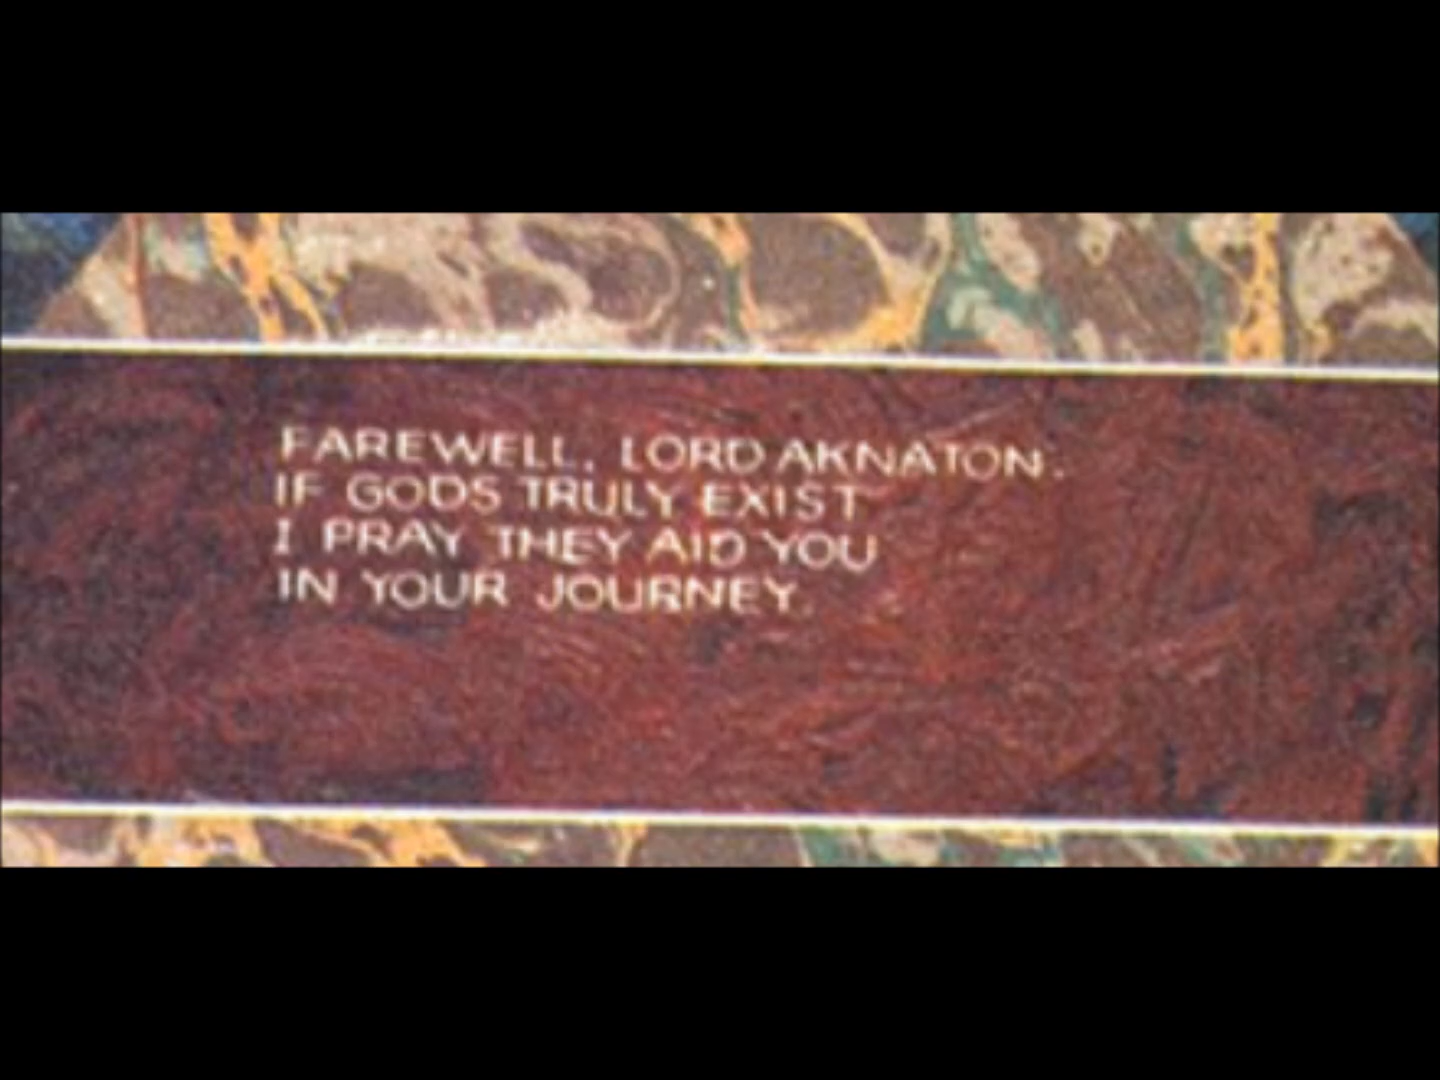 FAREWELL, LORD AKNATON.
IF GODS TRULY EXIST
I PRAY THEY AID YOU
IN YOUR JOURNEY.